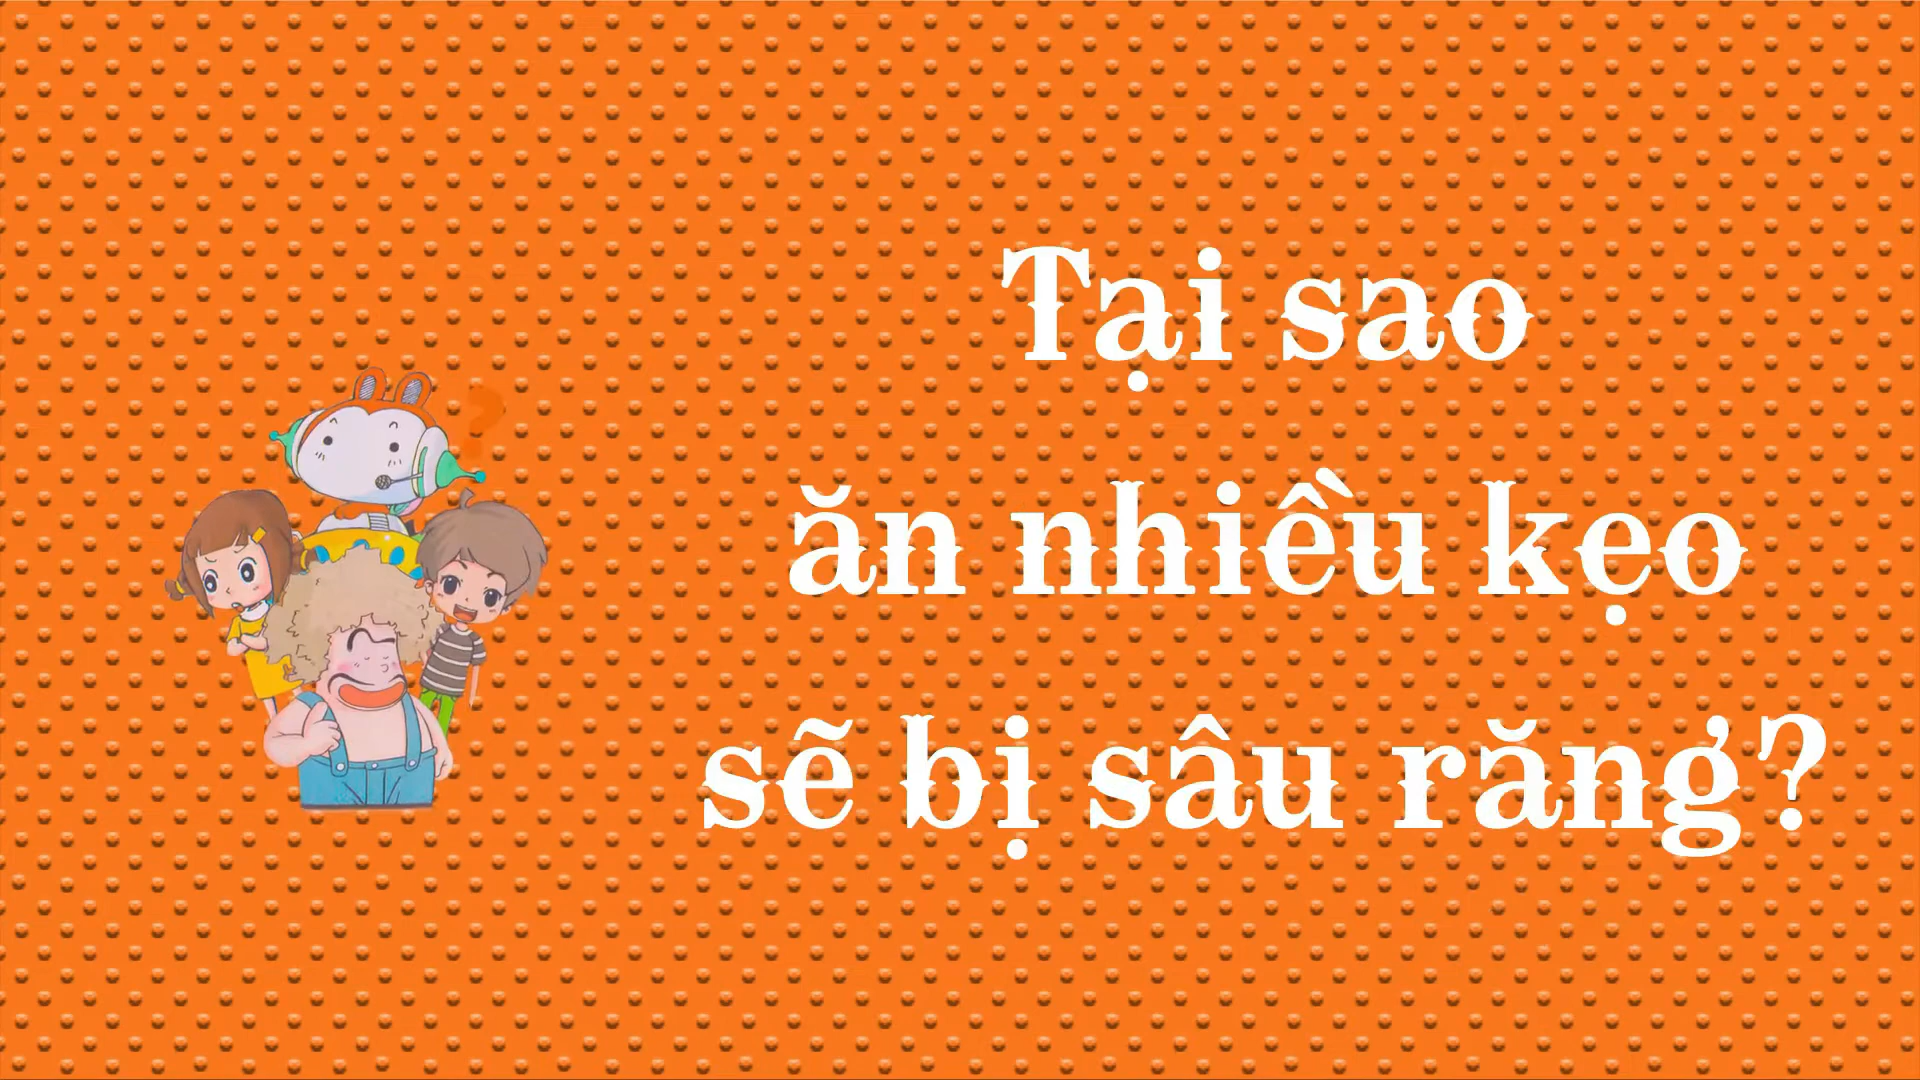 Tại sao
ăn nhiều kẹo
sẽ bị sâu răng?